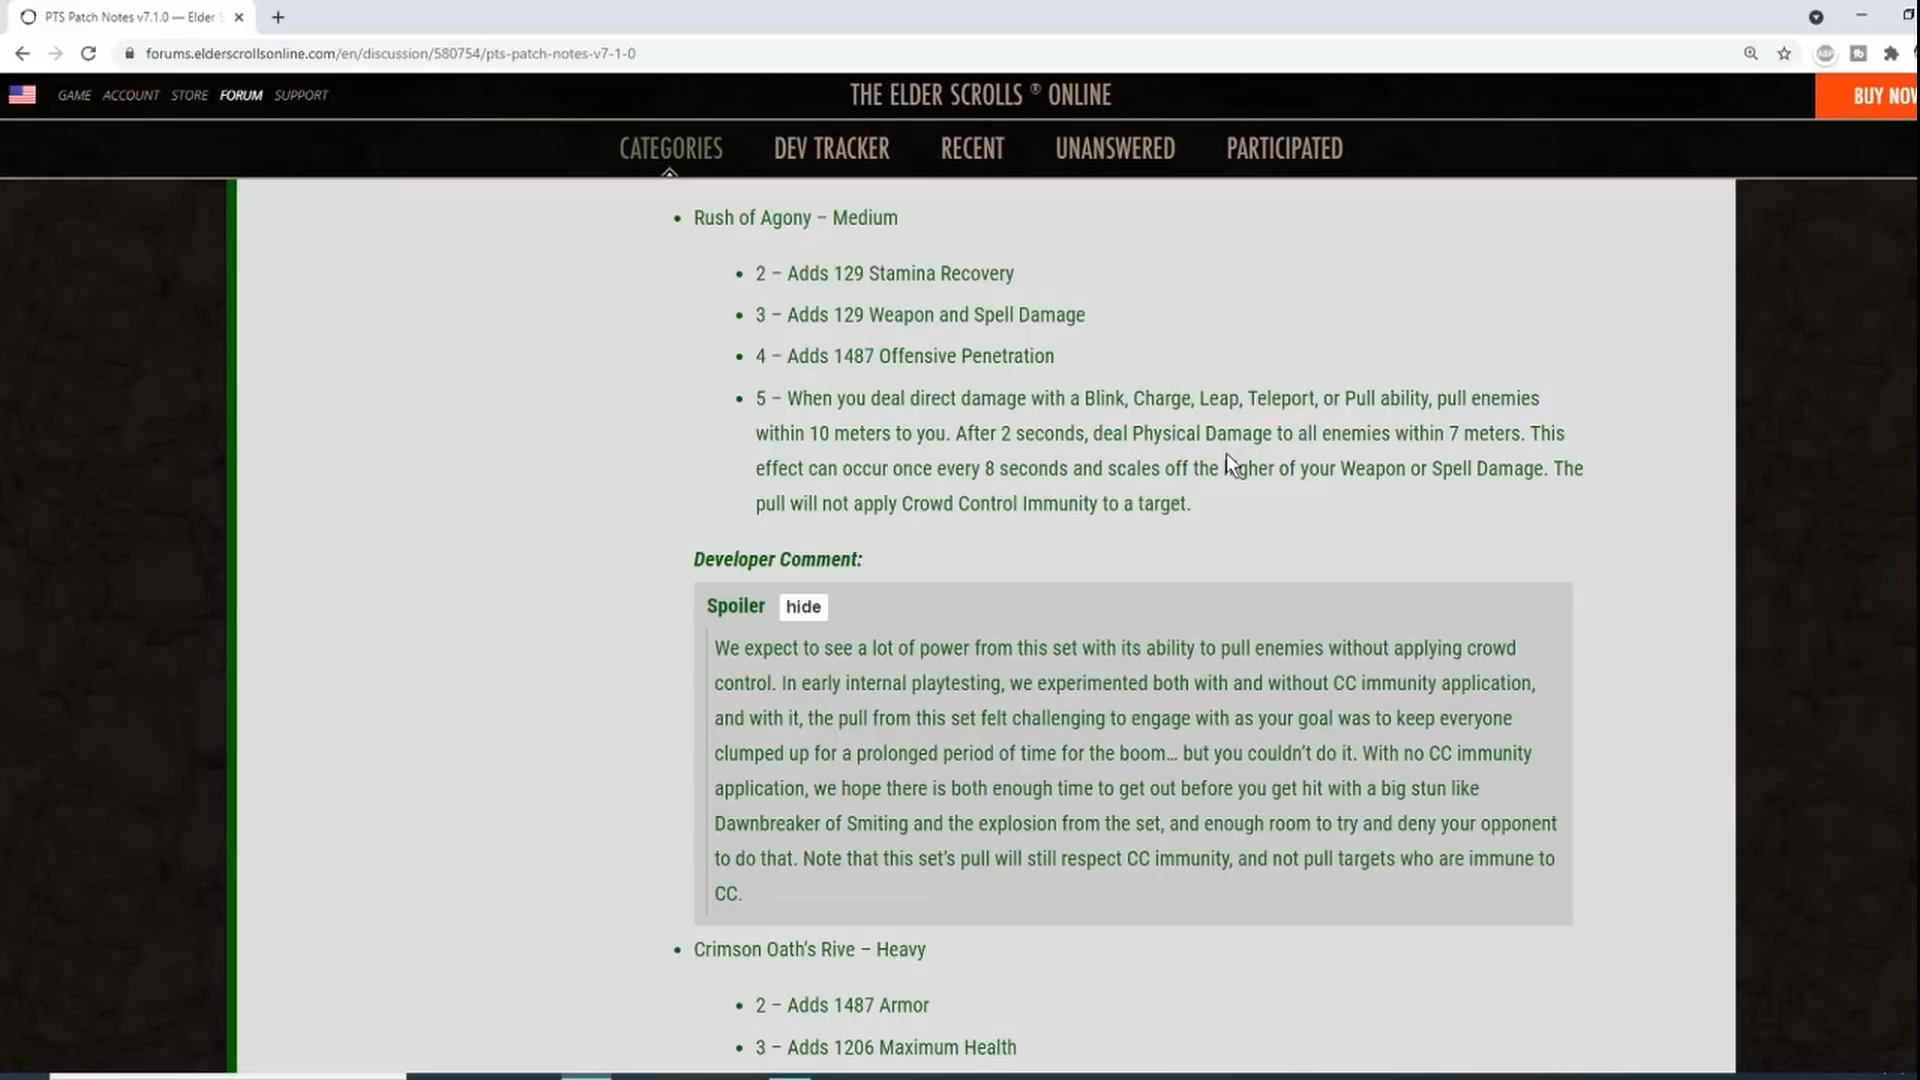 PTS Patch Notes v7.1.0 — Elder
forums.elderscrollsonline.com/en/discussion/580754/pts-patch-notes-v7-1-0
GAME ACCOUNT STORE FORUM SUPPORT
THE ELDER SCROLLS ® ONLINE
BUY NOW
CATEGORIES DEV TRACKER RECENT UNANSWERED PARTICIPATED
• Rush of Agony – Medium
• 2 – Adds 129 Stamina Recovery
• 3 – Adds 129 Weapon and Spell Damage
• 4 – Adds 1487 Offensive Penetration
• 5 – When you deal direct damage with a Blink, Charge, Leap, Teleport, or Pull ability, pull enemies
within 10 meters to you. After 2 seconds, deal Physical Damage to all enemies within 7 meters. This
effect can occur once every 8 seconds and scales off the higher of your Weapon or Spell Damage. The
pull will not apply Crowd Control Immunity to a target.
Developer Comment:
Spoiler hide
We expect to see a lot of power from this set with its ability to pull enemies without applying crowd
control. In early internal playtesting, we experimented both with and without CC immunity application,
and with it, the pull from this set felt challenging to engage with as your goal was to keep everyone
clumped up for a prolonged period of time for the boom… but you couldn't do it. With no CC immunity
application, we hope there is both enough time to get out before you get hit with a big stun like
Dawnbreaker of Smiting and the explosion from the set, and enough room to try and deny your opponent
to do that. Note that this set's pull will still respect CC immunity, and not pull targets who are immune to
CC.
• Crimson Oath's Rive – Heavy
• 2 – Adds 1487 Armor
• 3 – Adds 1206 Maximum Health